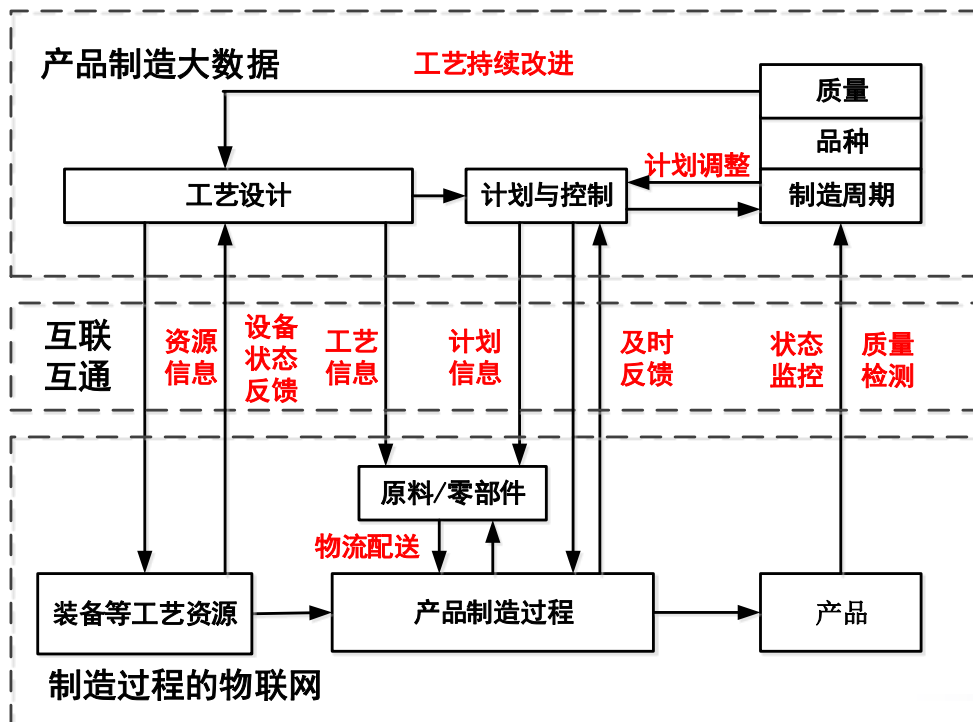 产品制造大数据
工艺持续改进
质量
品种
计划调整
工艺设计
计划与控制
制造周期
互联
互通
资源
信息
设备
状态
反馈
工艺
信息
计划
信息
及时
反馈
状态
监控
质量
检测
原料/零部件
物流配送
装备等工艺资源
产品制造过程
产品
制造过程的物联网